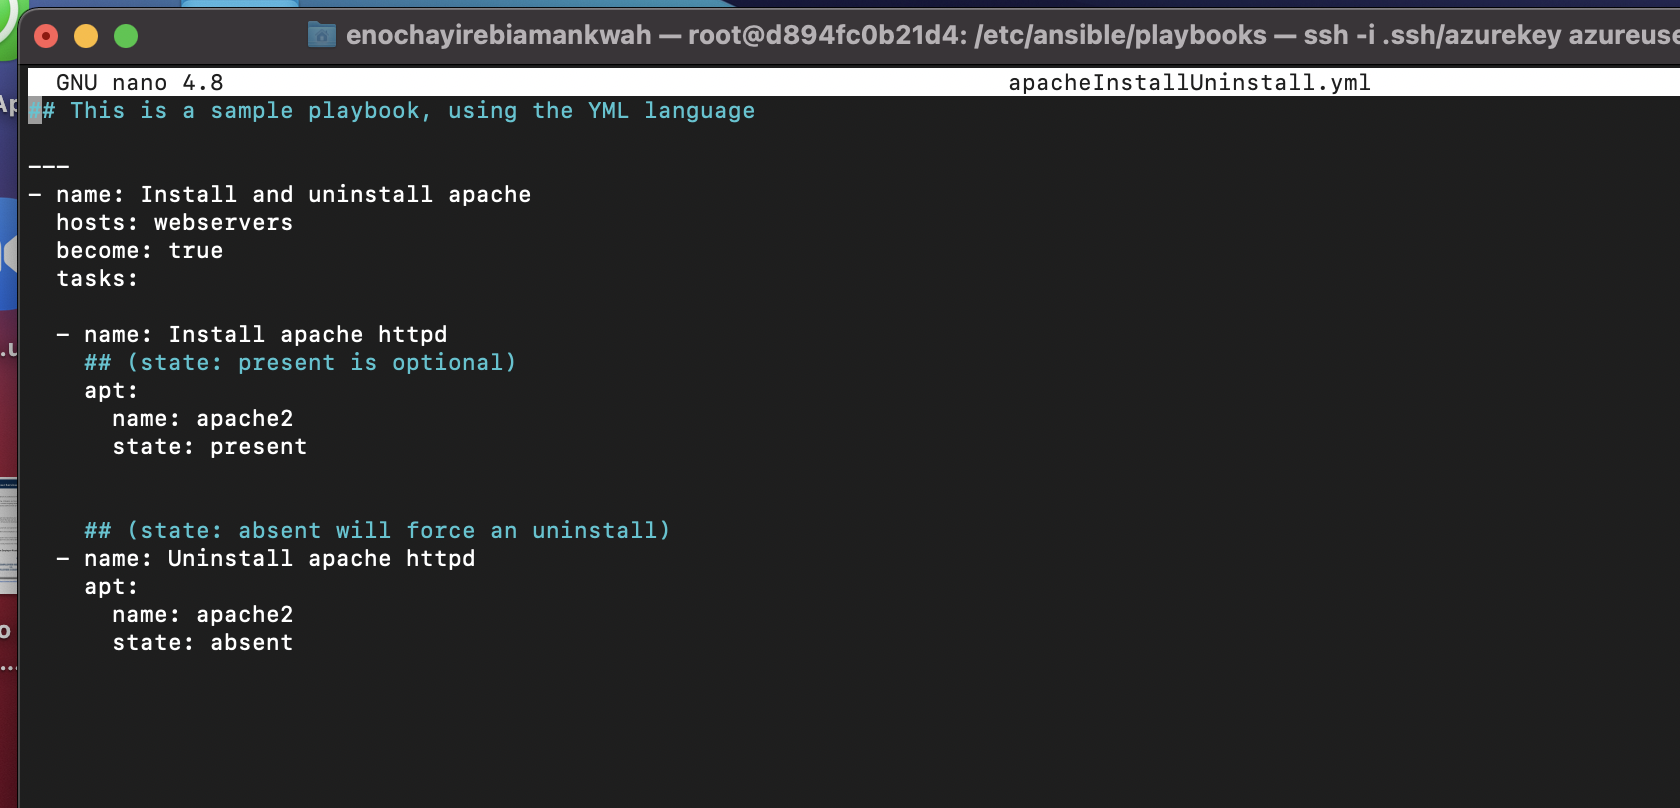 enochayirebiamankwah — root@d894fc0b21d4: /etc/ansible/playbooks — ssh -i .ssh/azurekey azureuse
GNU nano 4.8 apacheInstallUninstall.yml
## This is a sample playbook, using the YML language
---
- name: Install and uninstall apache
hosts: webservers
become: true
tasks:
- name: Install apache httpd
## (state: present is optional)
apt:
name: apache2
state: present
## (state: absent will force an uninstall)
- name: Uninstall apache httpd
apt:
name: apache2
state: absent